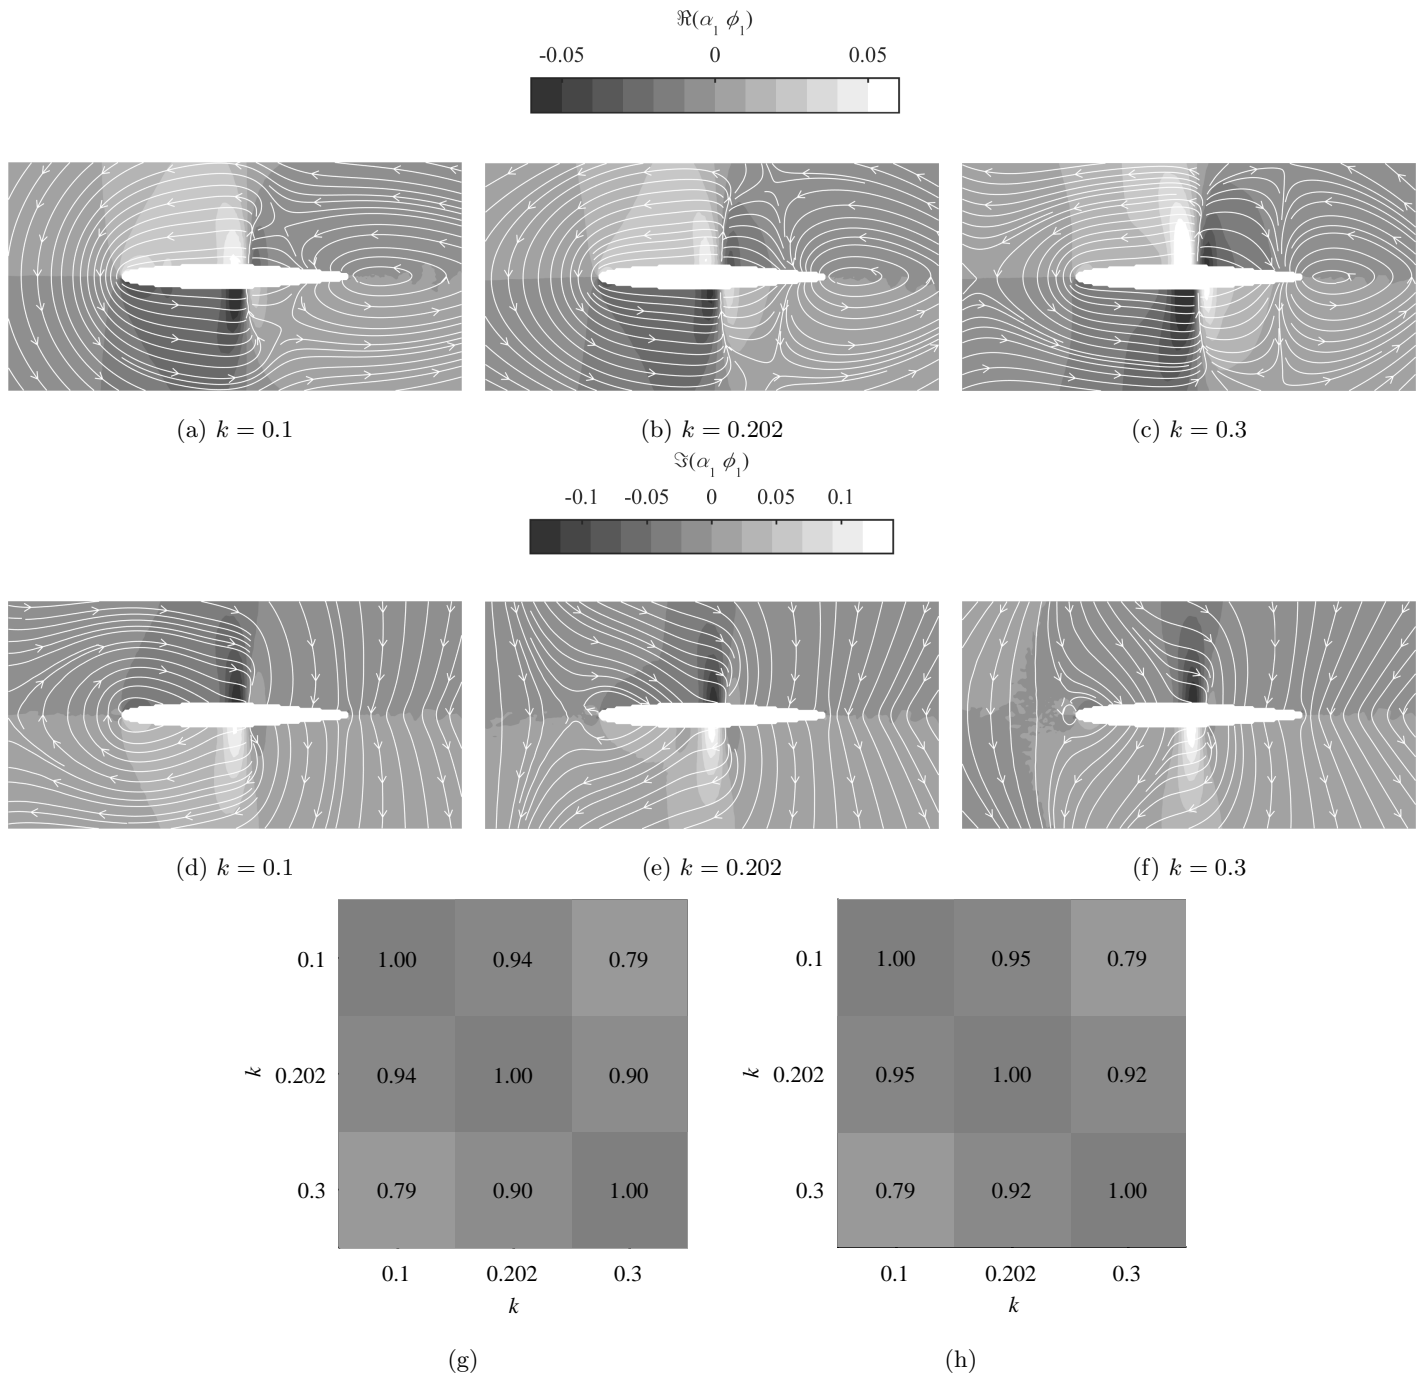 ℜ(α₁ ϕ₁)
-0.05 0 0.05
(a) k = 0.1 (b) k = 0.202 (c) k = 0.3
ℑ(α₁ ϕ₁)
-0.1 -0.05 0 0.05 0.1
(d) k = 0.1 (e) k = 0.202 (f) k = 0.3
0.1 1.00 0.94 0.79
k 0.202 0.94 1.00 0.90
0.3 0.79 0.90 1.00
0.1 0.202 0.3
k
(g)
0.1 1.00 0.95 0.79
k 0.202 0.95 1.00 0.92
0.3 0.79 0.92 1.00
0.1 0.202 0.3
k
(h)